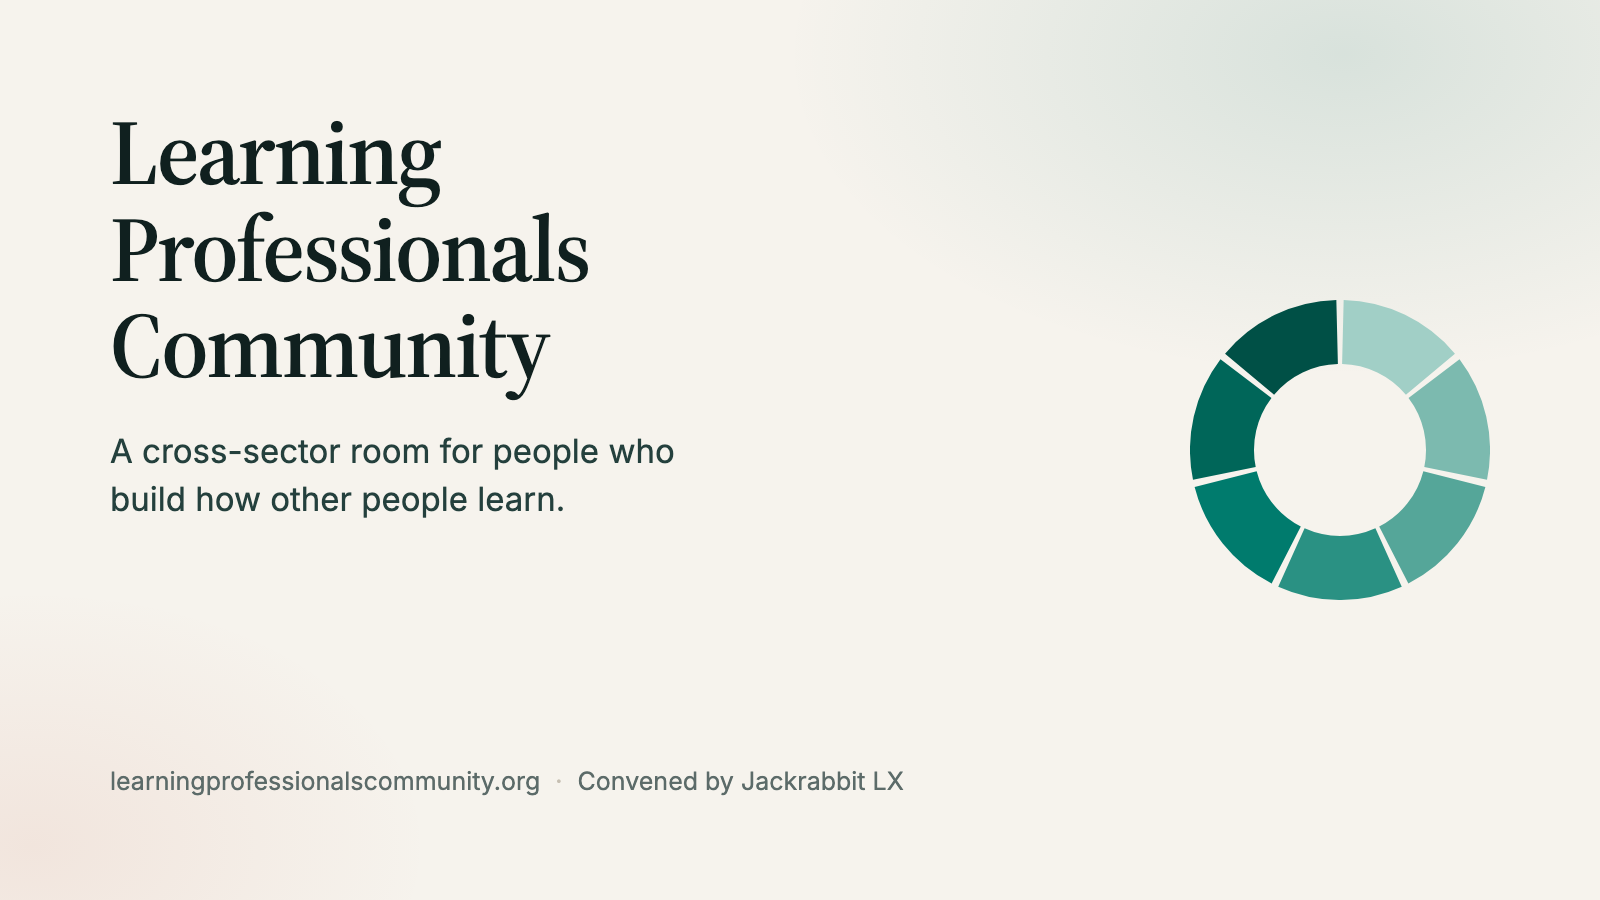 Learning
Professionals
Community
A cross-sector room for people who
build how other people learn.
learningprofessionalscommunity.org · Convened by Jackrabbit LX